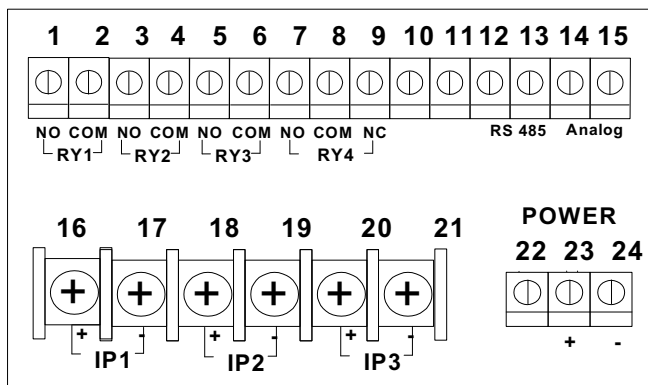 1 2 3 4 5 6 7 8 9 10 11 12 13 14 15
NO COM NO COM NO COM NO COM NC RS 485 Analog
RY1 RY2 RY3 RY4
16 17 18 19 20 21
POWER
22 23 24
+ - + - + -
IP1 IP2 IP3
+ -